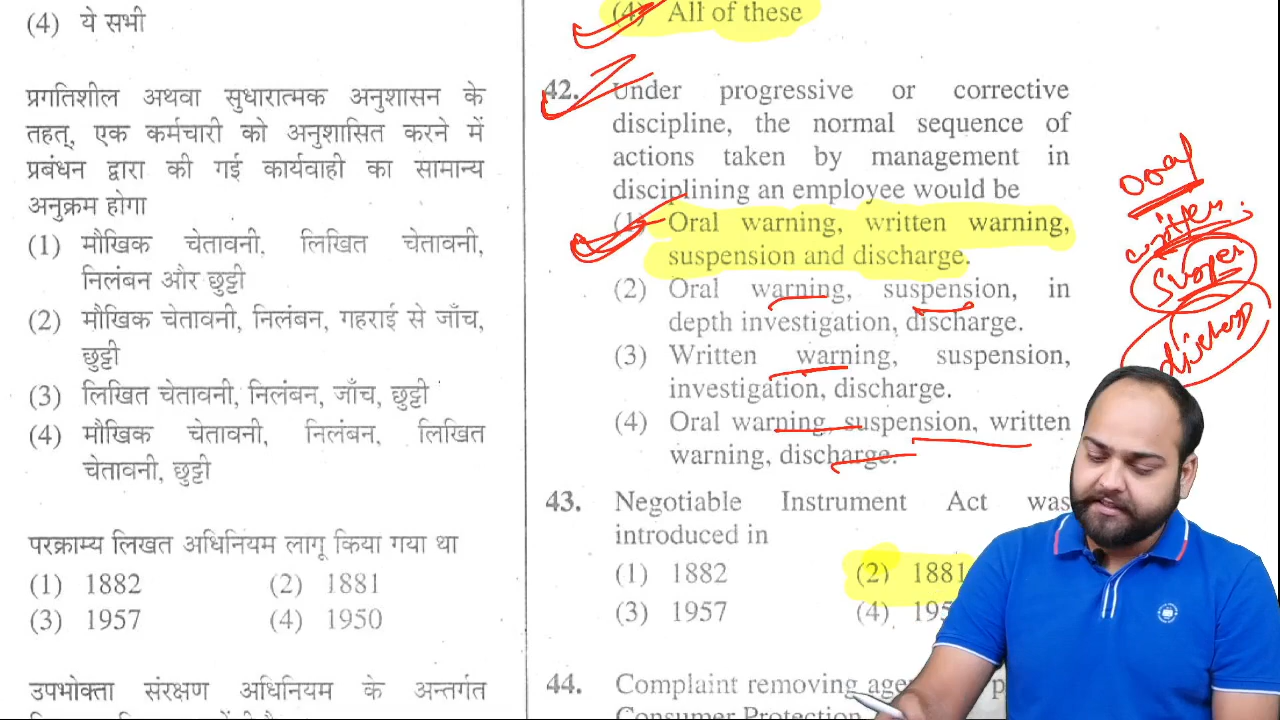 (4) ये सभी
प्रगतिशील अथवा सुधारात्मक अनुशासन के
तहत्, एक कर्मचारी को अनुशासित करने में
प्रबंधन द्वारा की गई कार्यवाही का सामान्य
अनुक्रम होगा
(1) मौखिक चेतावनी, लिखित चेतावनी,
निलंबन और छुट्टी
(2) मौखिक चेतावनी, निलंबन, गहराई से जाँच,
छुट्टी
(3) लिखित चेतावनी, निलंबन, जाँच, छुट्टी
(4) मौखिक चेतावनी, निलंबन, लिखित
चेतावनी, छुट्टी
परक्राम्य लिखत अधिनियम लागू किया गया था
(1) 1882 (2) 1881
(3) 1957 (4) 1950
उपभोक्ता संरक्षण अधिनियम के अन्तर्गत
(4) All of these
42. Under progressive or corrective
discipline, the normal sequence of
actions taken by management in
disciplining an employee would be
(1) Oral warning, written warning,
suspension and discharge.
(2) Oral warning, suspension, in
depth investigation, discharge.
(3) Written warning, suspension,
investigation, discharge.
(4) Oral warning, suspension, written
warning, discharge.
43. Negotiable Instrument Act was
introduced in
(1) 1882 (2) 1881
(3) 1957 (4)
44. Complaint removing
Consumer Protection